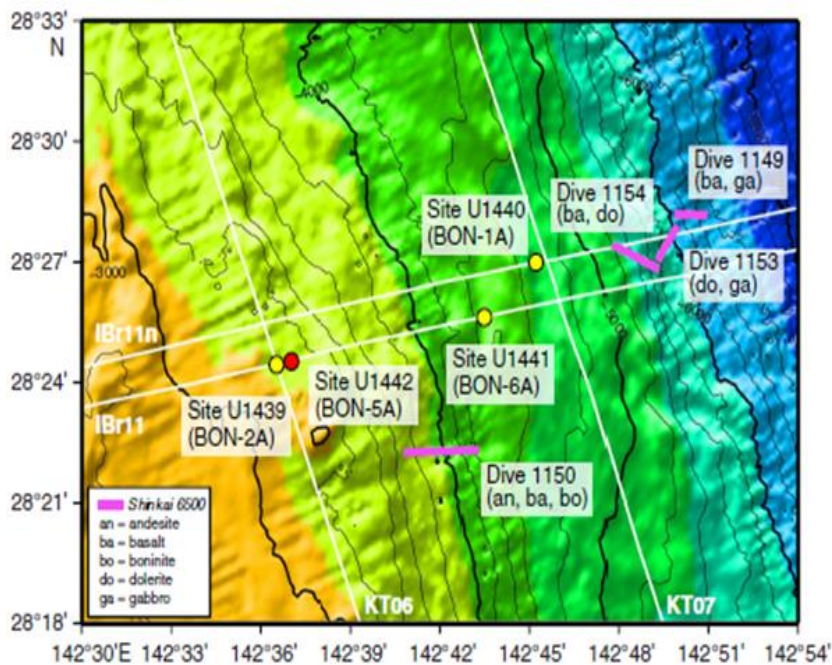 28°33'
N
28°30'
28°27'
28°24'
28°21'
28°18'
142°30'E
142°33'
142°36'
142°39'
142°42'
142°45'
142°48'
142°51'
142°54'
-4000
-3000
-6000
-5000
-6000
Dive 1149
(ba, ga)
Dive 1154
(ba, do)
Site U1440
(BON-1A)
Dive 1153
(do, ga)
IBr11n
IBr11
Site U1441
(BON-6A)
Site U1442
(BON-5A)
Site U1439
(BON-2A)
Dive 1150
(an, ba, bo)
Shinkai 6500
an = andesite
ba = basalt
bo = boninite
do = dolerite
ga = gabbro
KT06
KT07